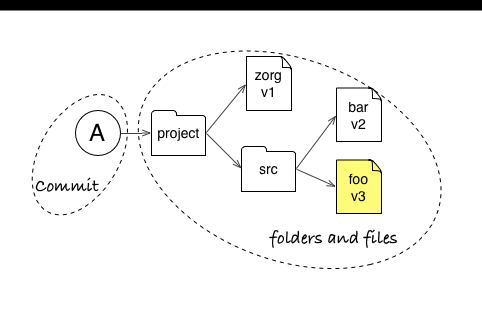 zorg
v1
A
project
bar
v2
src
foo
v3
Commit
folders and files